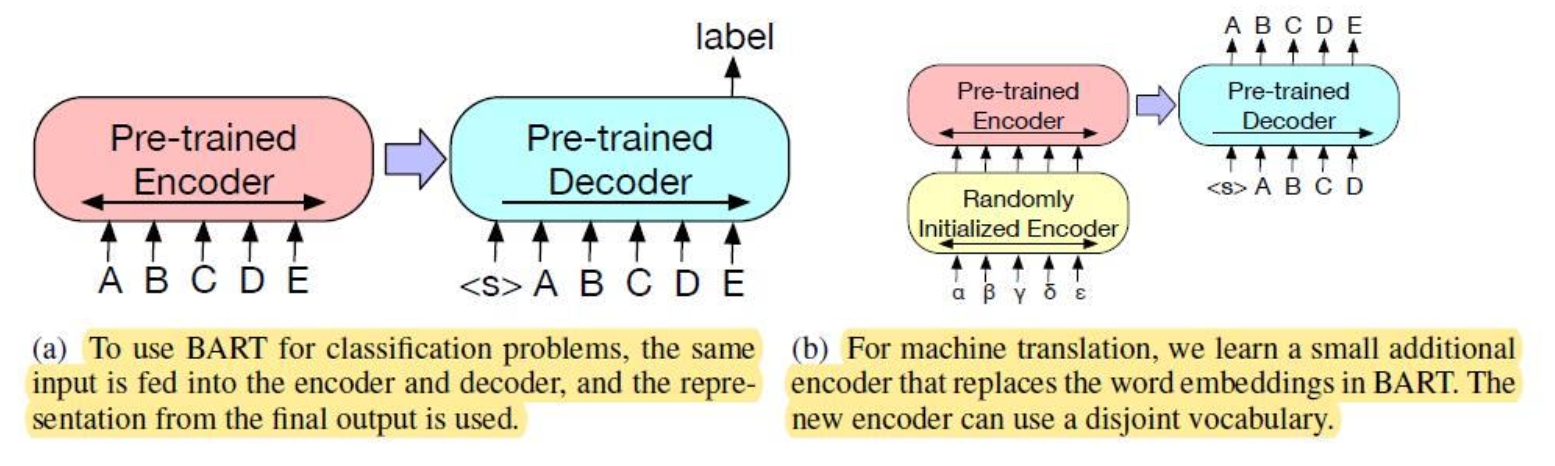 label
Pre-trained
Encoder
Pre-trained
Decoder
A B C D E
<s> A B C D E
(a) To use BART for classification problems, the same
input is fed into the encoder and decoder, and the repre-
sentation from the final output is used.
A B C D E
Pre-trained
Encoder
Pre-trained
Decoder
<s> A B C D
Randomly
Initialized Encoder
α β γ δ ε
(b) For machine translation, we learn a small additional
encoder that replaces the word embeddings in BART. The
new encoder can use a disjoint vocabulary.